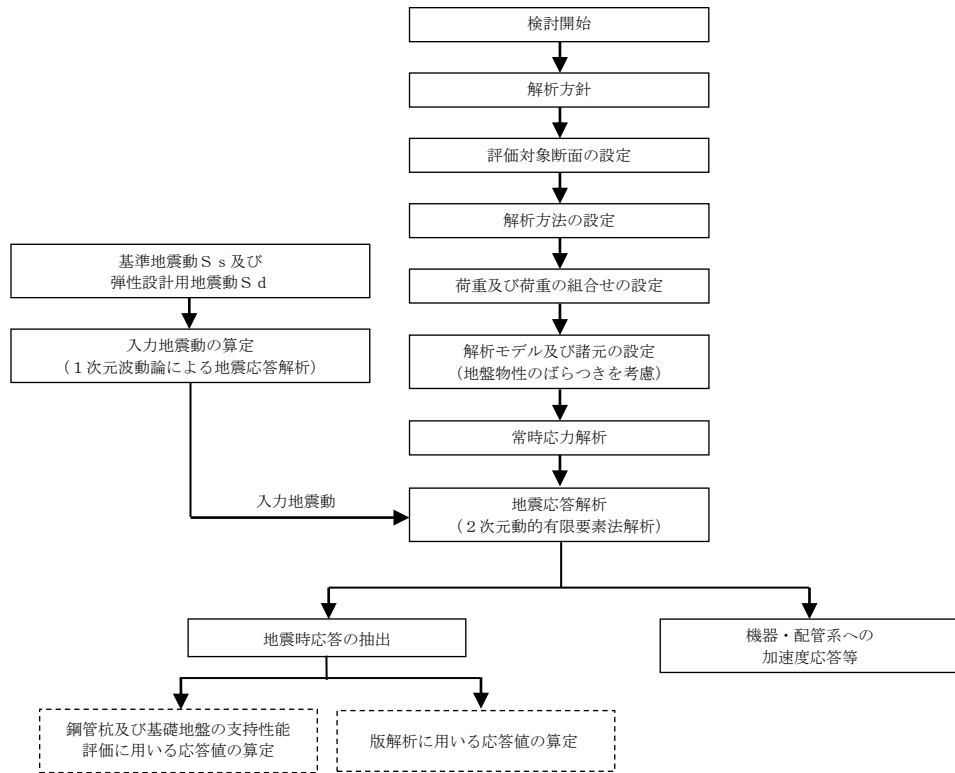 検討開始
解析方針
評価対象断面の設定
解析方法の設定
基準地震動Ｓｓ及び
弾性設計用地震動Ｓｄ
荷重及び荷重の組合せの設定
入力地震動の算定
（１次元波動論による地震応答解析）
解析モデル及び諸元の設定
（地盤物性のばらつきを考慮）
常時応力解析
入力地震動
地震応答解析
（２次元動的有限要素法解析）
地震時応答の抽出
機器・配管系への
加速度応答等
鋼管杭及び基礎地盤の支持性能
評価に用いる応答値の算定
版解析に用いる応答値の算定